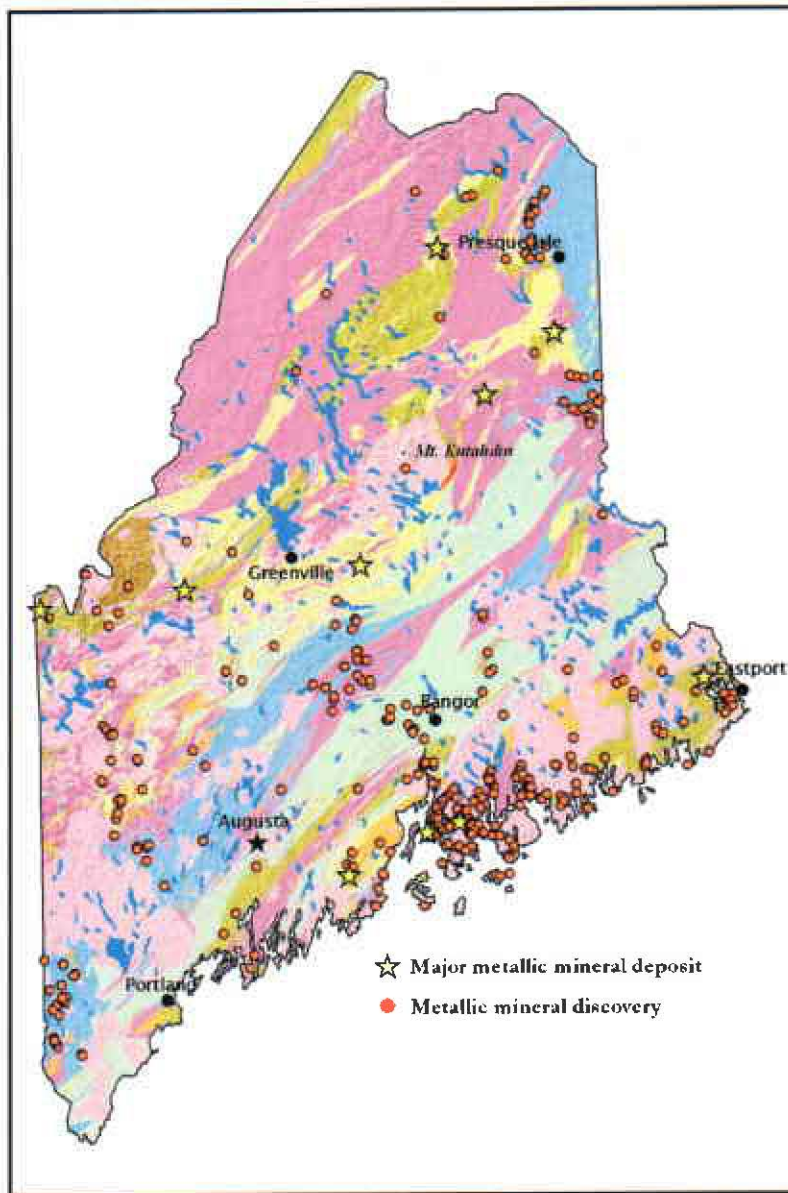 Presque Isle
Mt. Katahdin
Greenville
Eastport
Bangor
Augusta
Major metallic mineral deposit
Portland
Metallic mineral discovery